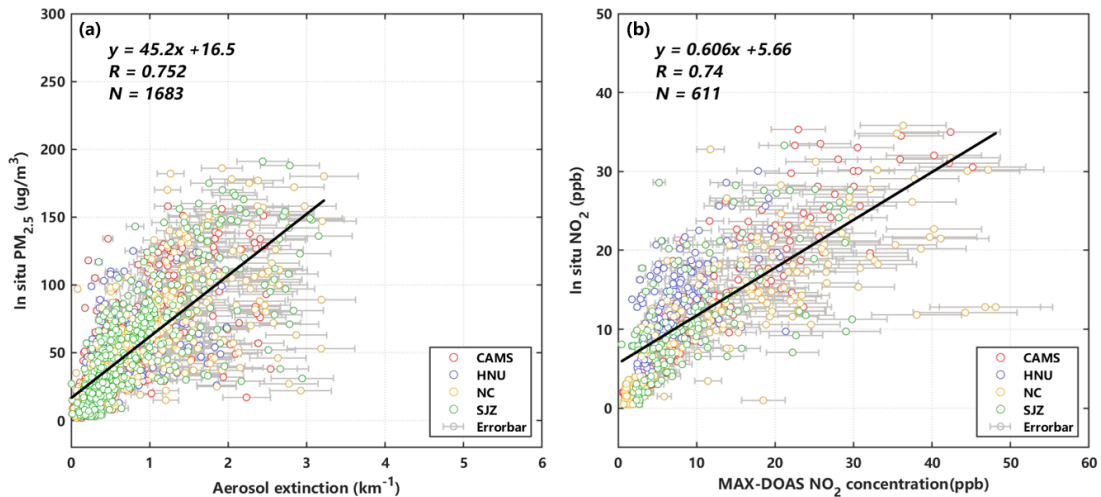 (a)
y = 45.2x +16.5
R = 0.752
N = 1683
300
250
200
150
100
50
0
In situ PM2.5 (ug/m³)
0 1 2 3 4 5 6
Aerosol extinction (km⁻¹)
CAMS
HNU
NC
SJZ
Errorbar
(b)
y = 0.606x +5.66
R = 0.74
N = 611
50
40
30
20
10
0
In situ NO2 (ppb)
0 10 20 30 40 50 60
MAX-DOAS NO2 concentration(ppb)
CAMS
HNU
NC
SJZ
Errorbar